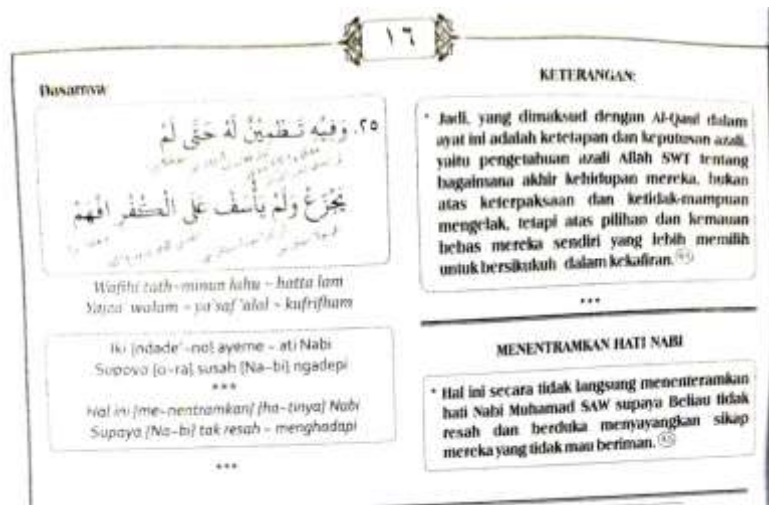 ١٦
Dasarnya
٢٥. وَفِيْهِ تَـطْمِيْنٌ لَهُ حَتَّى لَمْ
يَجْزَعْ وَلَمْ يَأْسَفْ عَلَى الْكُفْرِ افْهَمْ
Wafihi tath-minun lahu - hatta lam
Yajza' walam - ya'saf 'alal - kufrifham
Iki [ndade'-no] ayeme - ati Nabi
Supoyo [o-ra] susah [Na-bi] ngadepi
***
Hal ini [me-nentramkan] [ha-tinya] Nabi
Supaya [Na-bi] tak resah - menghadapi
***
KETERANGAN:
* Jadi, yang dimaksud dengan Al-Qaul dalam
ayat ini adalah ketetapan dan keputusan azali,
yaitu pengetahuan azali Allah SWT tentang
bagaimana akhir kehidupan mereka, bukan
atas keterpaksaan dan ketidak-mampuan
mengelak, tetapi atas pilihan dan kemauan
bebas mereka sendiri yang lebih memilih
untuk bersikukuh dalam kekafiran.
***
MENENTRAMKAN HATI NABI
* Hal ini secara tidak langsung menenteramkan
hati Nabi Muhamad SAW supaya Beliau tidak
resah dan berduka menyayangkan sikap
mereka yang tidak mau beriman.